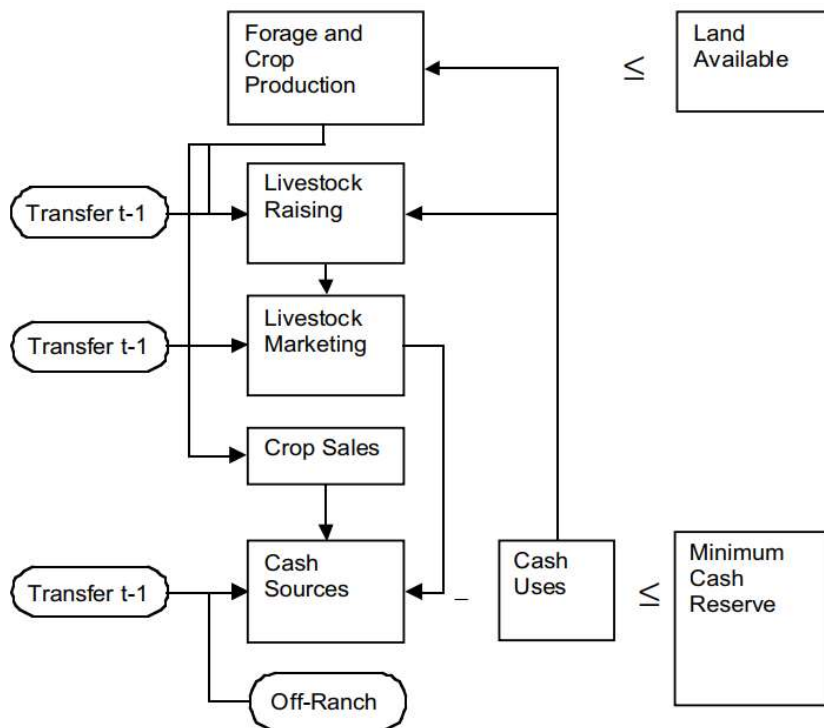 Forage and
Crop
Production
≤
Land
Available
Transfer t-1
Livestock
Raising
Transfer t-1
Livestock
Marketing
Crop Sales
Transfer t-1
Cash
Sources
–
Cash
Uses
≤
Minimum
Cash
Reserve
Off-Ranch